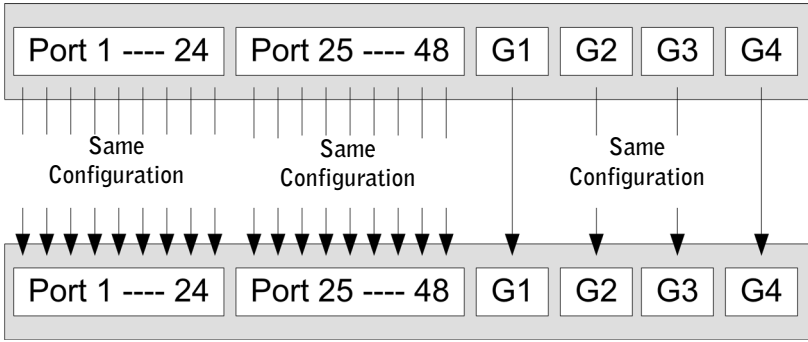 Port 1 ---- 24 Port 25 ---- 48 G1 G2 G3 G4
Same Configuration
Same Configuration
Same Configuration
Port 1 ---- 24 Port 25 ---- 48 G1 G2 G3 G4